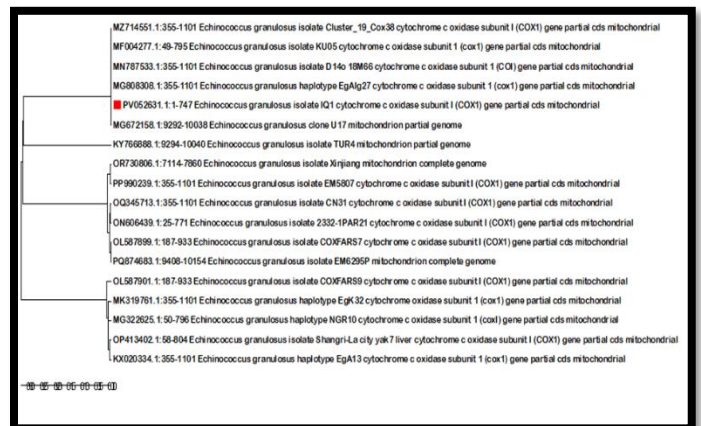 MZ714551.1:355-1101 Echinococcus granulosus isolate Cluster_19_Cox38 cytochrome c oxidase subunit I (COX1) gene partial cds mitochondrial
MF004277.1:49-795 Echinococcus granulosus isolate KU05 cytochrome c oxidase subunit 1 (cox1) gene partial cds mitochondrial
MN787533.1:355-1101 Echinococcus granulosus isolate D14o 18M66 cytochrome c oxidase subunit 1 (COI) gene partial cds mitochondrial
MG808308.1:355-1101 Echinococcus granulosus haplotype EgAlg27 cytochrome c oxidase subunit 1 (cox1) gene partial cds mitochondrial
PV052631.1:1-747 Echinococcus granulosus isolate IQ1 cytochrome c oxidase subunit I (COX1) gene partial cds mitochondrial
MG672158.1:9292-10038 Echinococcus granulosus clone U17 mitochondrion partial genome
KY766888.1:9294-10040 Echinococcus granulosus isolate TUR4 mitochondrion partial genome
OR730806.1:7114-7860 Echinococcus granulosus isolate Xinjiang mitochondrion complete genome
PP990239.1:355-1101 Echinococcus granulosus isolate EM5807 cytochrome c oxidase subunit I (COX1) gene partial cds mitochondrial
OQ345713.1:355-1101 Echinococcus granulosus isolate CN31 cytochrome c oxidase subunit I (COX1) gene partial cds mitochondrial
ON606439.1:25-771 Echinococcus granulosus isolate 2332-1PAR21 cytochrome c oxidase subunit I (COX1) gene partial cds mitochondrial
OL587899.1:187-933 Echinococcus granulosus isolate COXFARS7 cytochrome c oxidase subunit I (COX1) gene partial cds mitochondrial
PQ874683.1:9408-10154 Echinococcus granulosus isolate EM6295P mitochondrion complete genome
OL587901.1:187-933 Echinococcus granulosus isolate COXFARS9 cytochrome c oxidase subunit I (COX1) gene partial cds mitochondrial
MK319761.1:355-1101 Echinococcus granulosus haplotype EgK32 cytochrome oxidase subunit 1 (cox1) gene partial cds mitochondrial
MG322625.1:50-796 Echinococcus granulosus haplotype NGR10 cytochrome c oxidase subunit 1 (coxI) gene partial cds mitochondrial
OP413402.1:58-804 Echinococcus granulosus isolate Shangri-La city yak7 liver cytochrome c oxidase subunit I (COX1) gene partial cds mitochondrial
KX020334.1:355-1101 Echinococcus granulosus haplotype EgA13 cytochrome c oxidase subunit 1 (cox1) gene partial cds mitochondrial